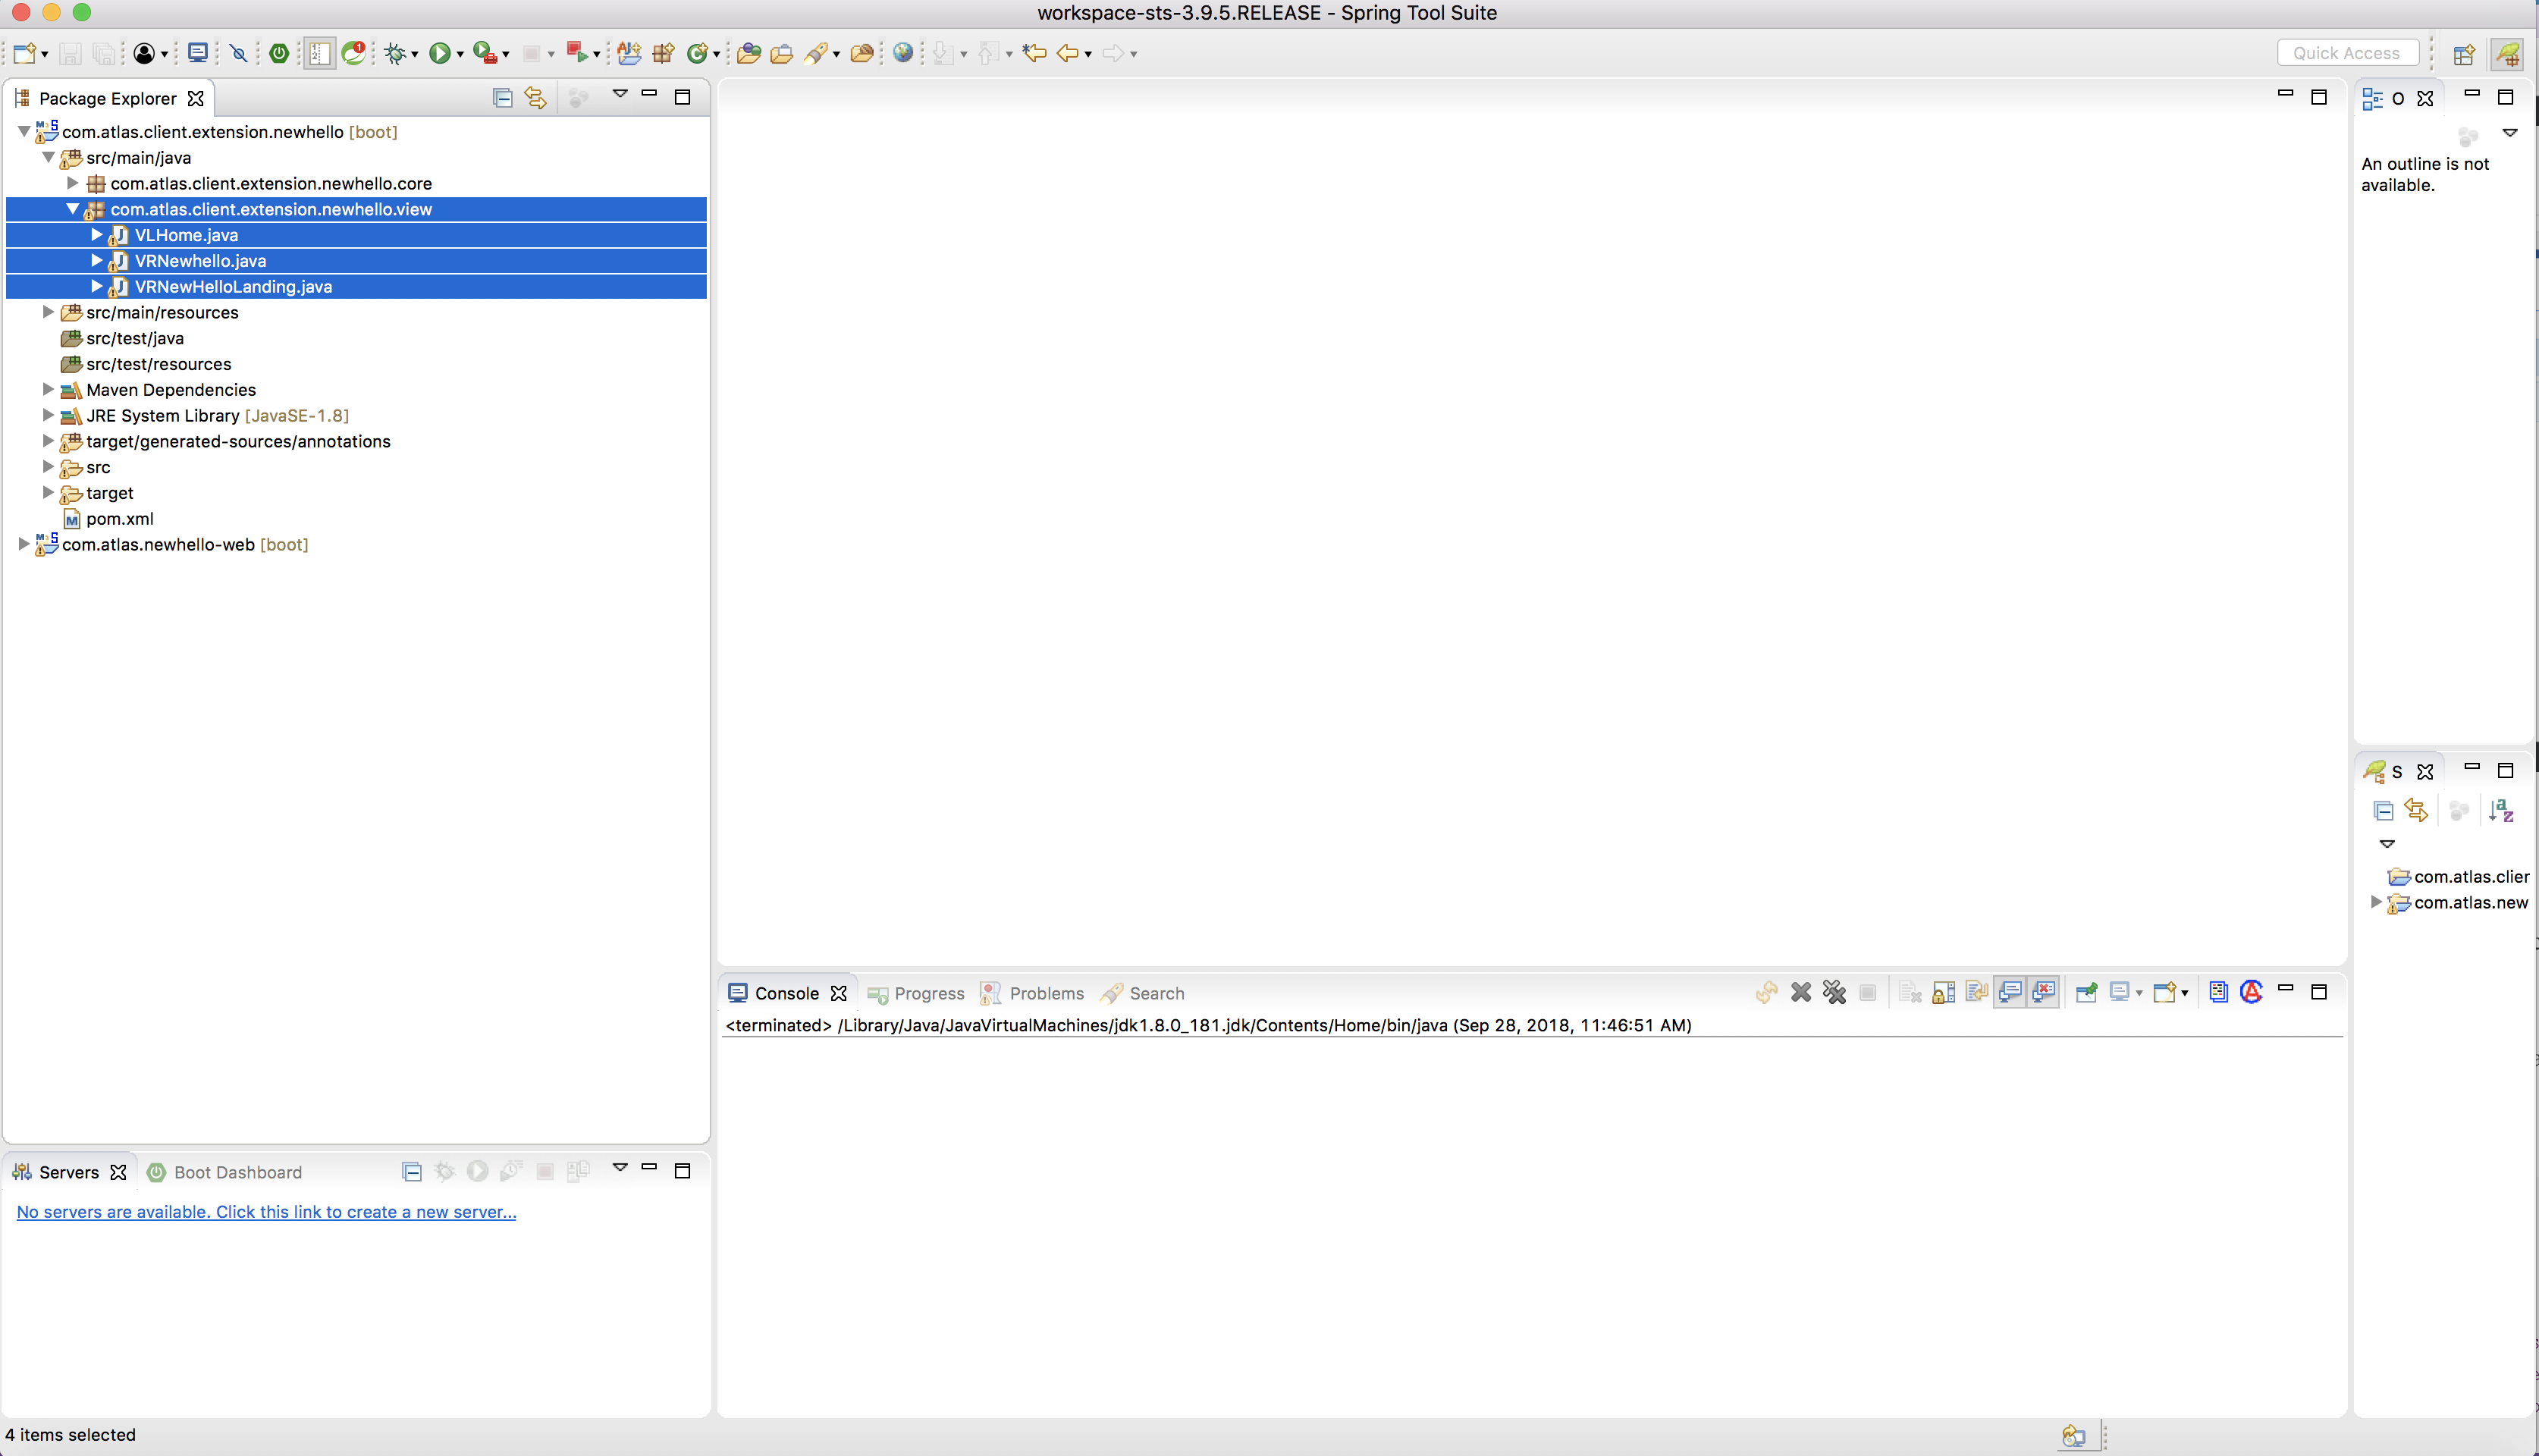 workspace-sts-3.9.5.RELEASE - Spring Tool Suite
Quick Access
Package Explorer
com.atlas.client.extension.newhello [boot]
src/main/java
com.atlas.client.extension.newhello.core
com.atlas.client.extension.newhello.view
VLHome.java
VRNewhello.java
VRNewHelloLanding.java
src/main/resources
src/test/java
src/test/resources
Maven Dependencies
JRE System Library [JavaSE-1.8]
target/generated-sources/annotations
src
target
pom.xml
com.atlas.newhello-web [boot]
O
An outline is not
available.
S
com.atlas.clier
com.atlas.new
Console
Progress
Problems
Search
<terminated> /Library/Java/JavaVirtualMachines/jdk1.8.0_181.jdk/Contents/Home/bin/java (Sep 28, 2018, 11:46:51 AM)
Servers
Boot Dashboard
No servers are available. Click this link to create a new server...
4 items selected